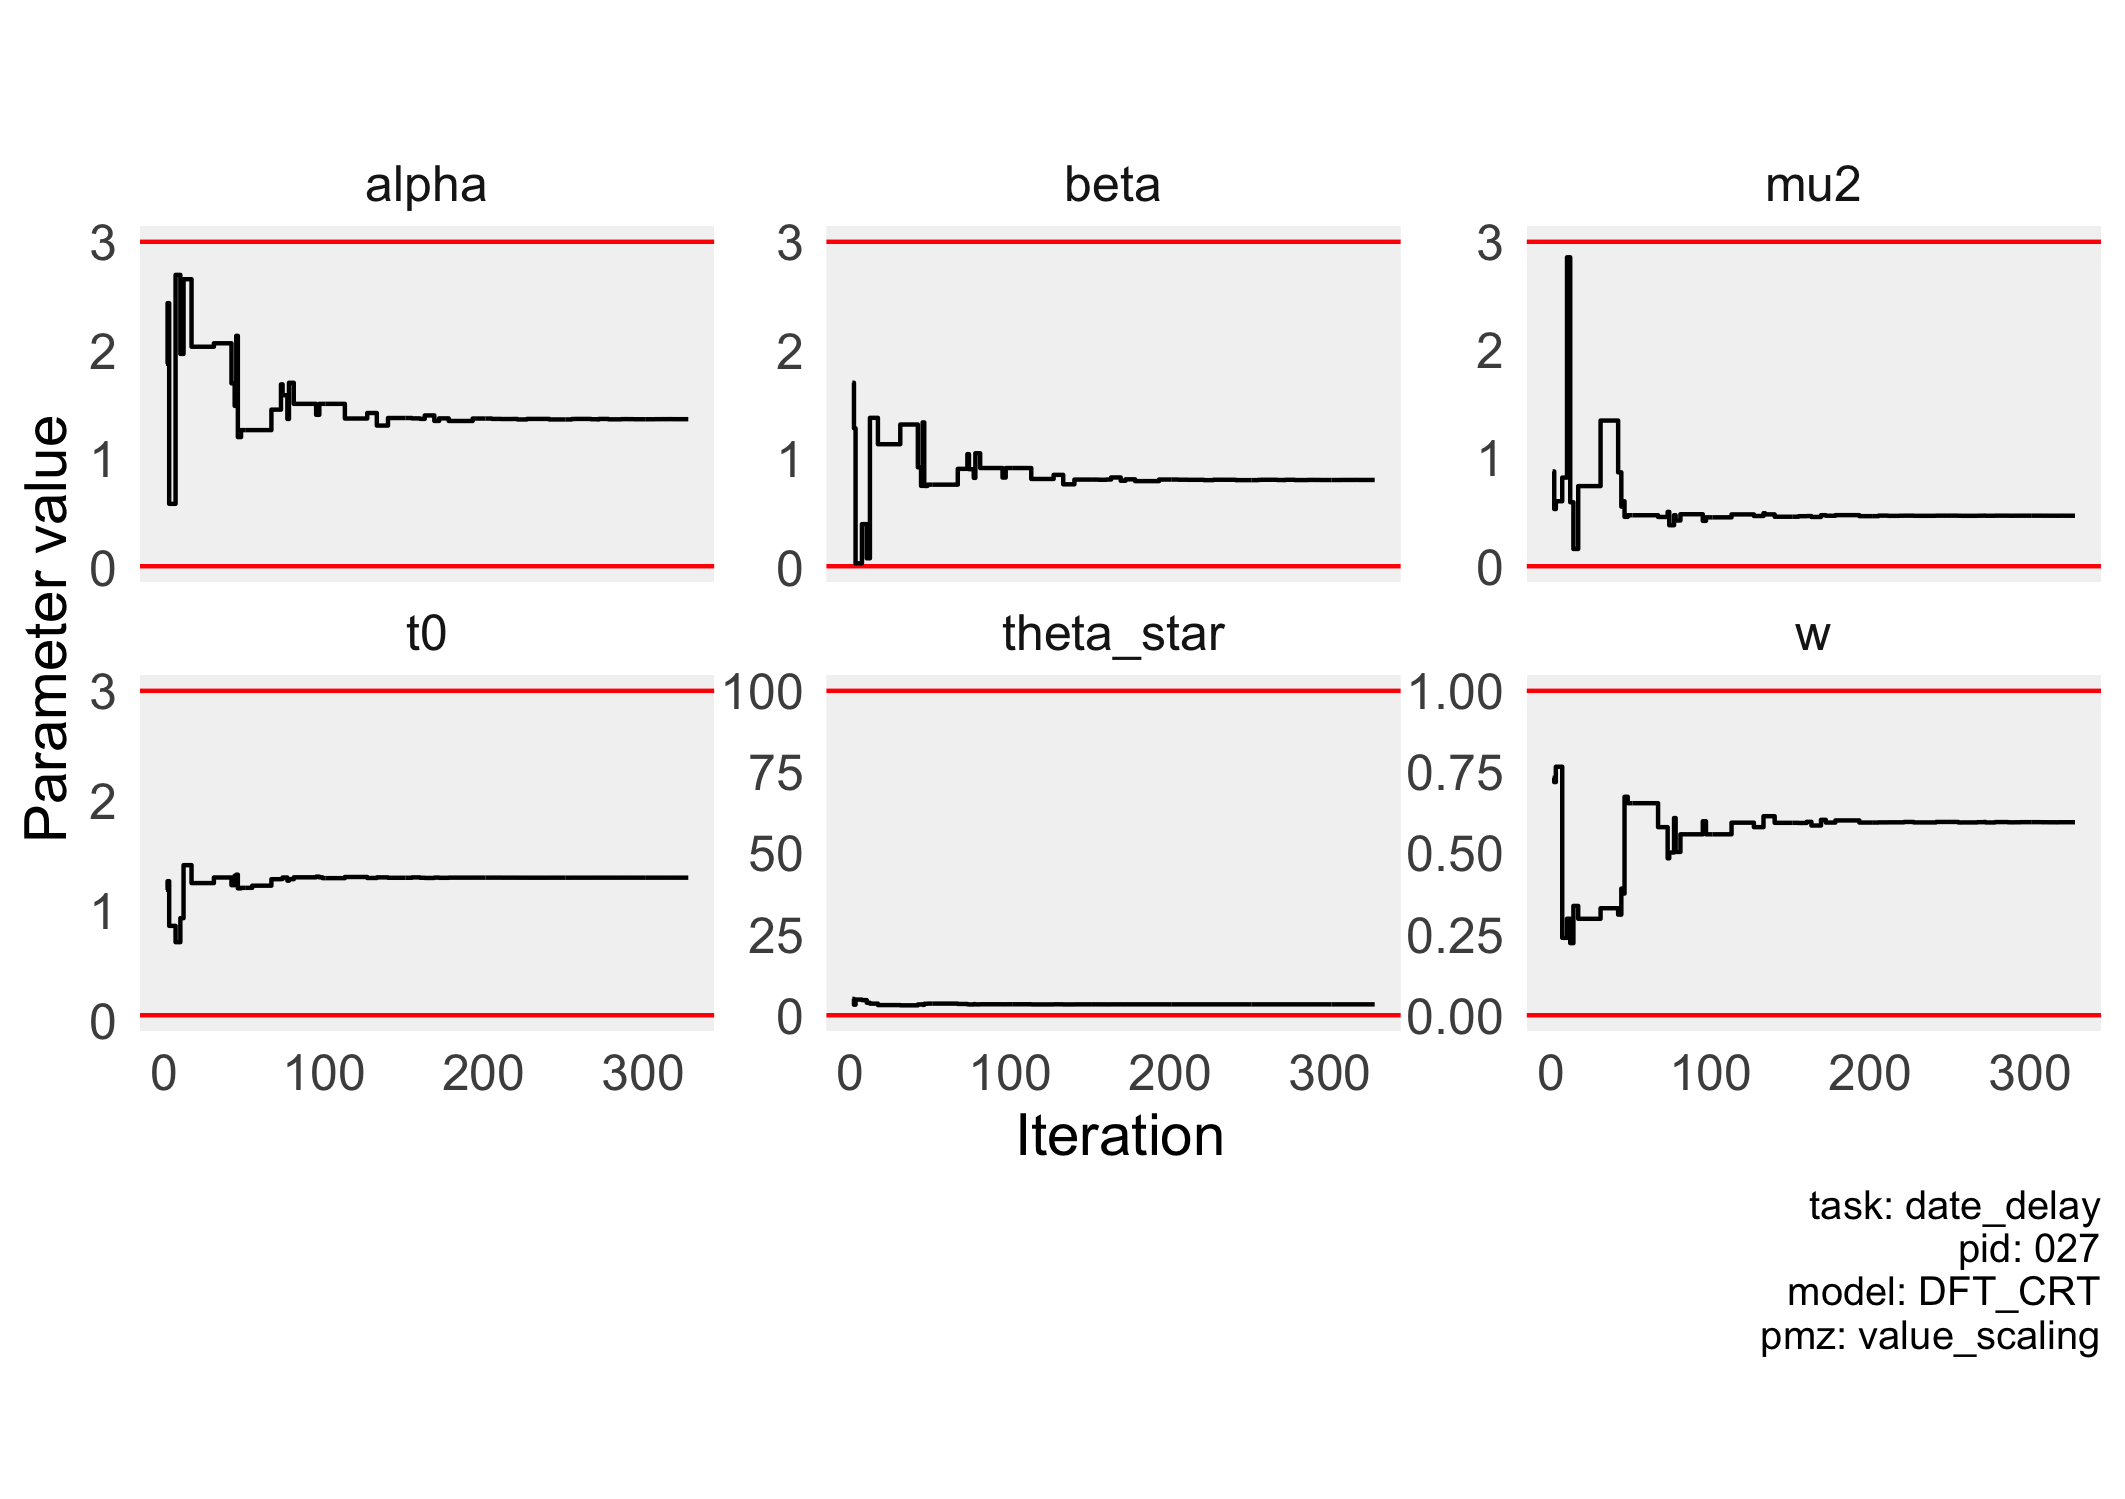 alpha
beta
mu2
3
2
1
0
3
2
1
0
3
2
1
0
t0
theta_star
w
3
2
1
0
100
75
50
25
0
1.00
0.75
0.50
0.25
0.00
0 100 200 300
0 100 200 300
0 100 200 300
Parameter value
Iteration
task: date_delay
pid: 027
model: DFT_CRT
pmz: value_scaling